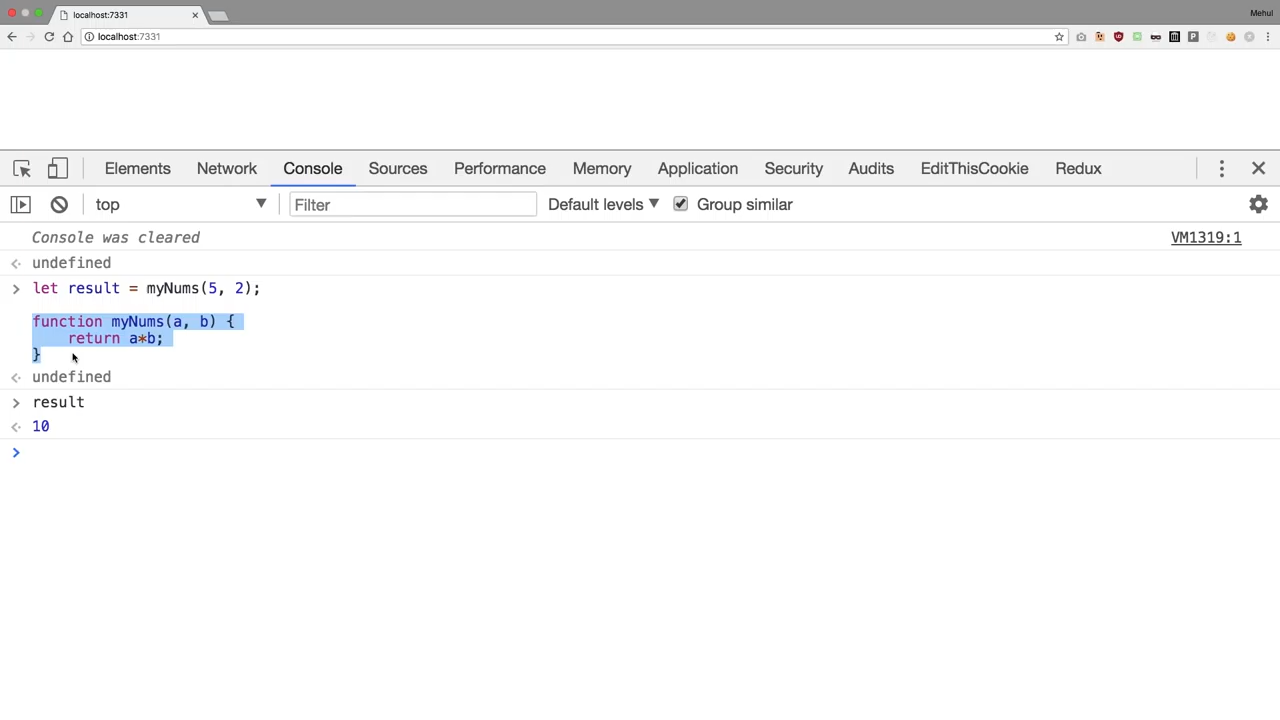 localhost:7331
Mehul
localhost:7331
Elements Network Console Sources Performance Memory Application Security Audits EditThisCookie Redux
top Filter Default levels Group similar
Console was cleared VM1319:1
undefined
let result = myNums(5, 2);
function myNums(a, b) {
return a*b;
}
undefined
result
10